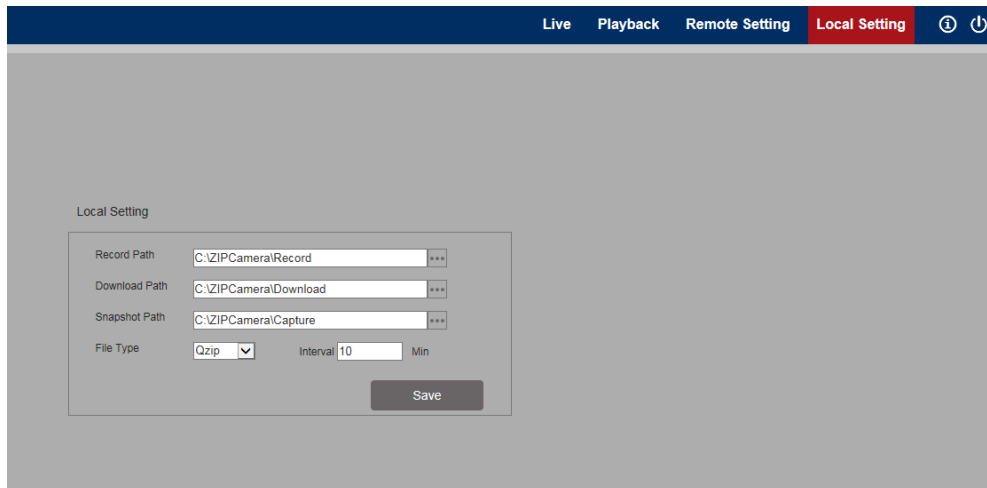 Live Playback Remote Setting Local Setting
Local Setting
Record Path C:\ZIPCamera\Record
Download Path C:\ZIPCamera\Download
Snapshot Path C:\ZIPCamera\Capture
File Type Qzip Interval 10 Min
Save